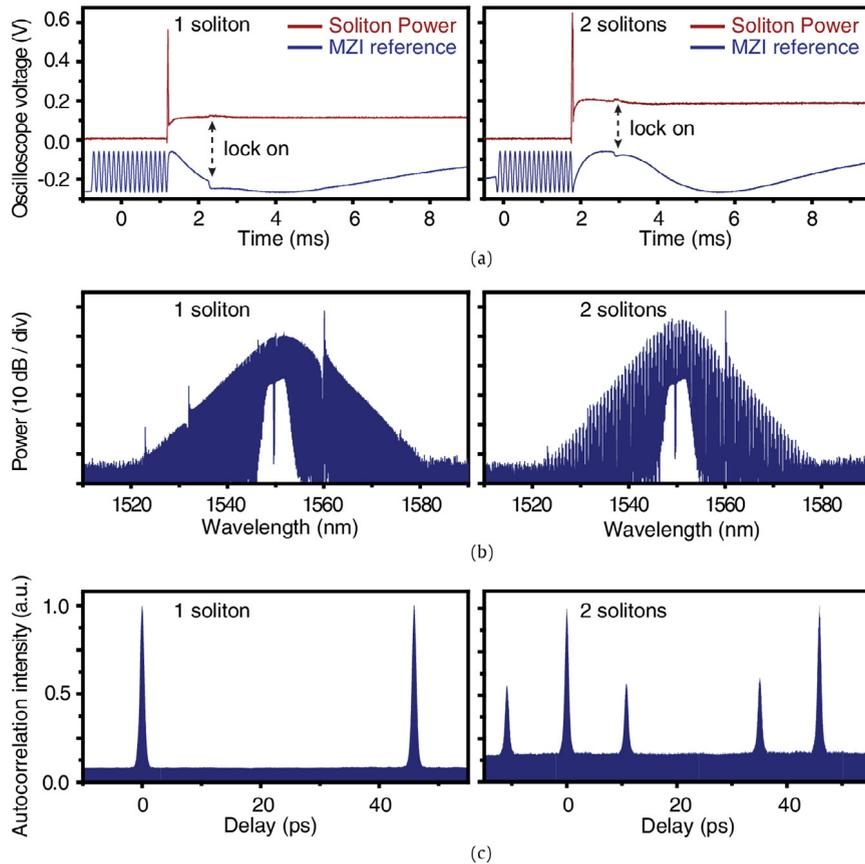 1 soliton
Soliton Power
MZI reference
lock on
Oscilloscope voltage (V)
0.6
0.4
0.2
0.0
-0.2
0 2 4 6 8
Time (ms)
2 solitons
Soliton Power
MZI reference
lock on
0 2 4 6 8
Time (ms)
(a)
1 soliton
Power (10 dB / div)
1520 1540 1560 1580
Wavelength (nm)
2 solitons
1520 1540 1560 1580
Wavelength (nm)
(b)
1 soliton
Autocorrelation intensity (a.u.)
1.0
0.5
0.0
0 20 40
Delay (ps)
2 solitons
0 20 40
Delay (ps)
(c)